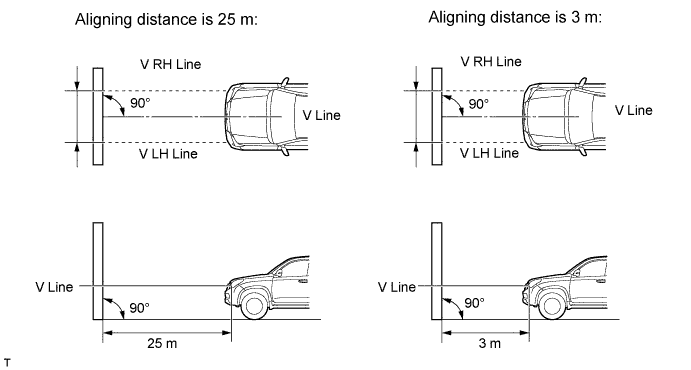 Aligning distance is 25 m:
V RH Line
90°
V Line
V LH Line
V Line
90°
25 m
Aligning distance is 3 m:
V RH Line
90°
V Line
V LH Line
V Line
90°
3 m
T